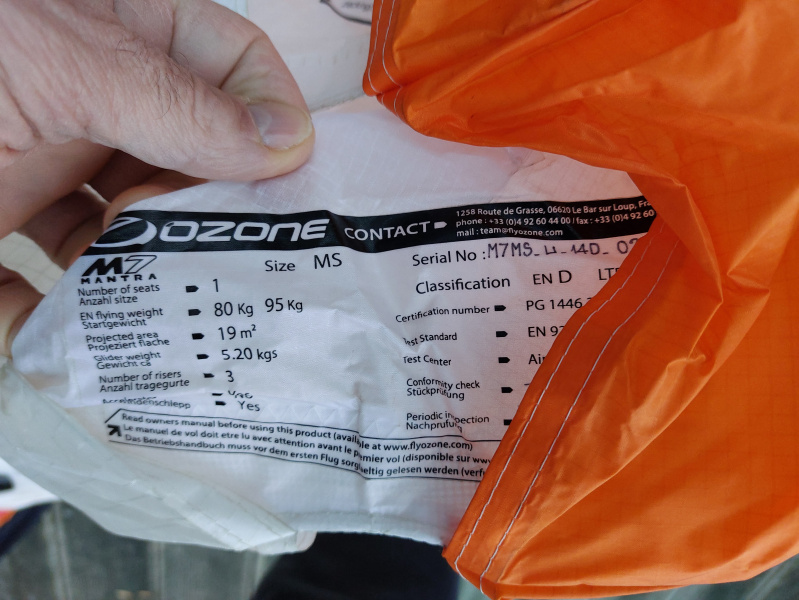 OZONE CONTACT
1258 Route de Grasse, 06620 Le Bar sur Loup,
phone : +33 (0)4 92 60 44 00 / fax : +33 (0)4 92 60
mail : team@flyozone.com
M7
MANTRA
Size MS
Serial No :M7MS_
Number of seats 1
Anzahl sitze
Classification EN D
EN flying weight 80 Kg 95 Kg
Startgewicht
Certification number PG 1446
Projected area 19 m²
Projeziert flache
Test Standard EN
Glider weight 5.20 kgs
Gewicht ca
Test Center
Number of risers 3
Anzahl tragegurte
Conformity check
Stückprüfung
Yes
Periodic inspection
Nachprüfung
Read owners manual before using this product (available at www.flyozone.com)
Le manuel de vol doit etre lu avec attention avant le premier vol (disponible sur
Das Betriebshandbuch muss vor dem ersten Flug sorgfaeltig gelesen werden